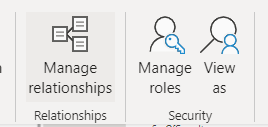 Manage
relationships
Manage
roles
View
as
Relationships
Security